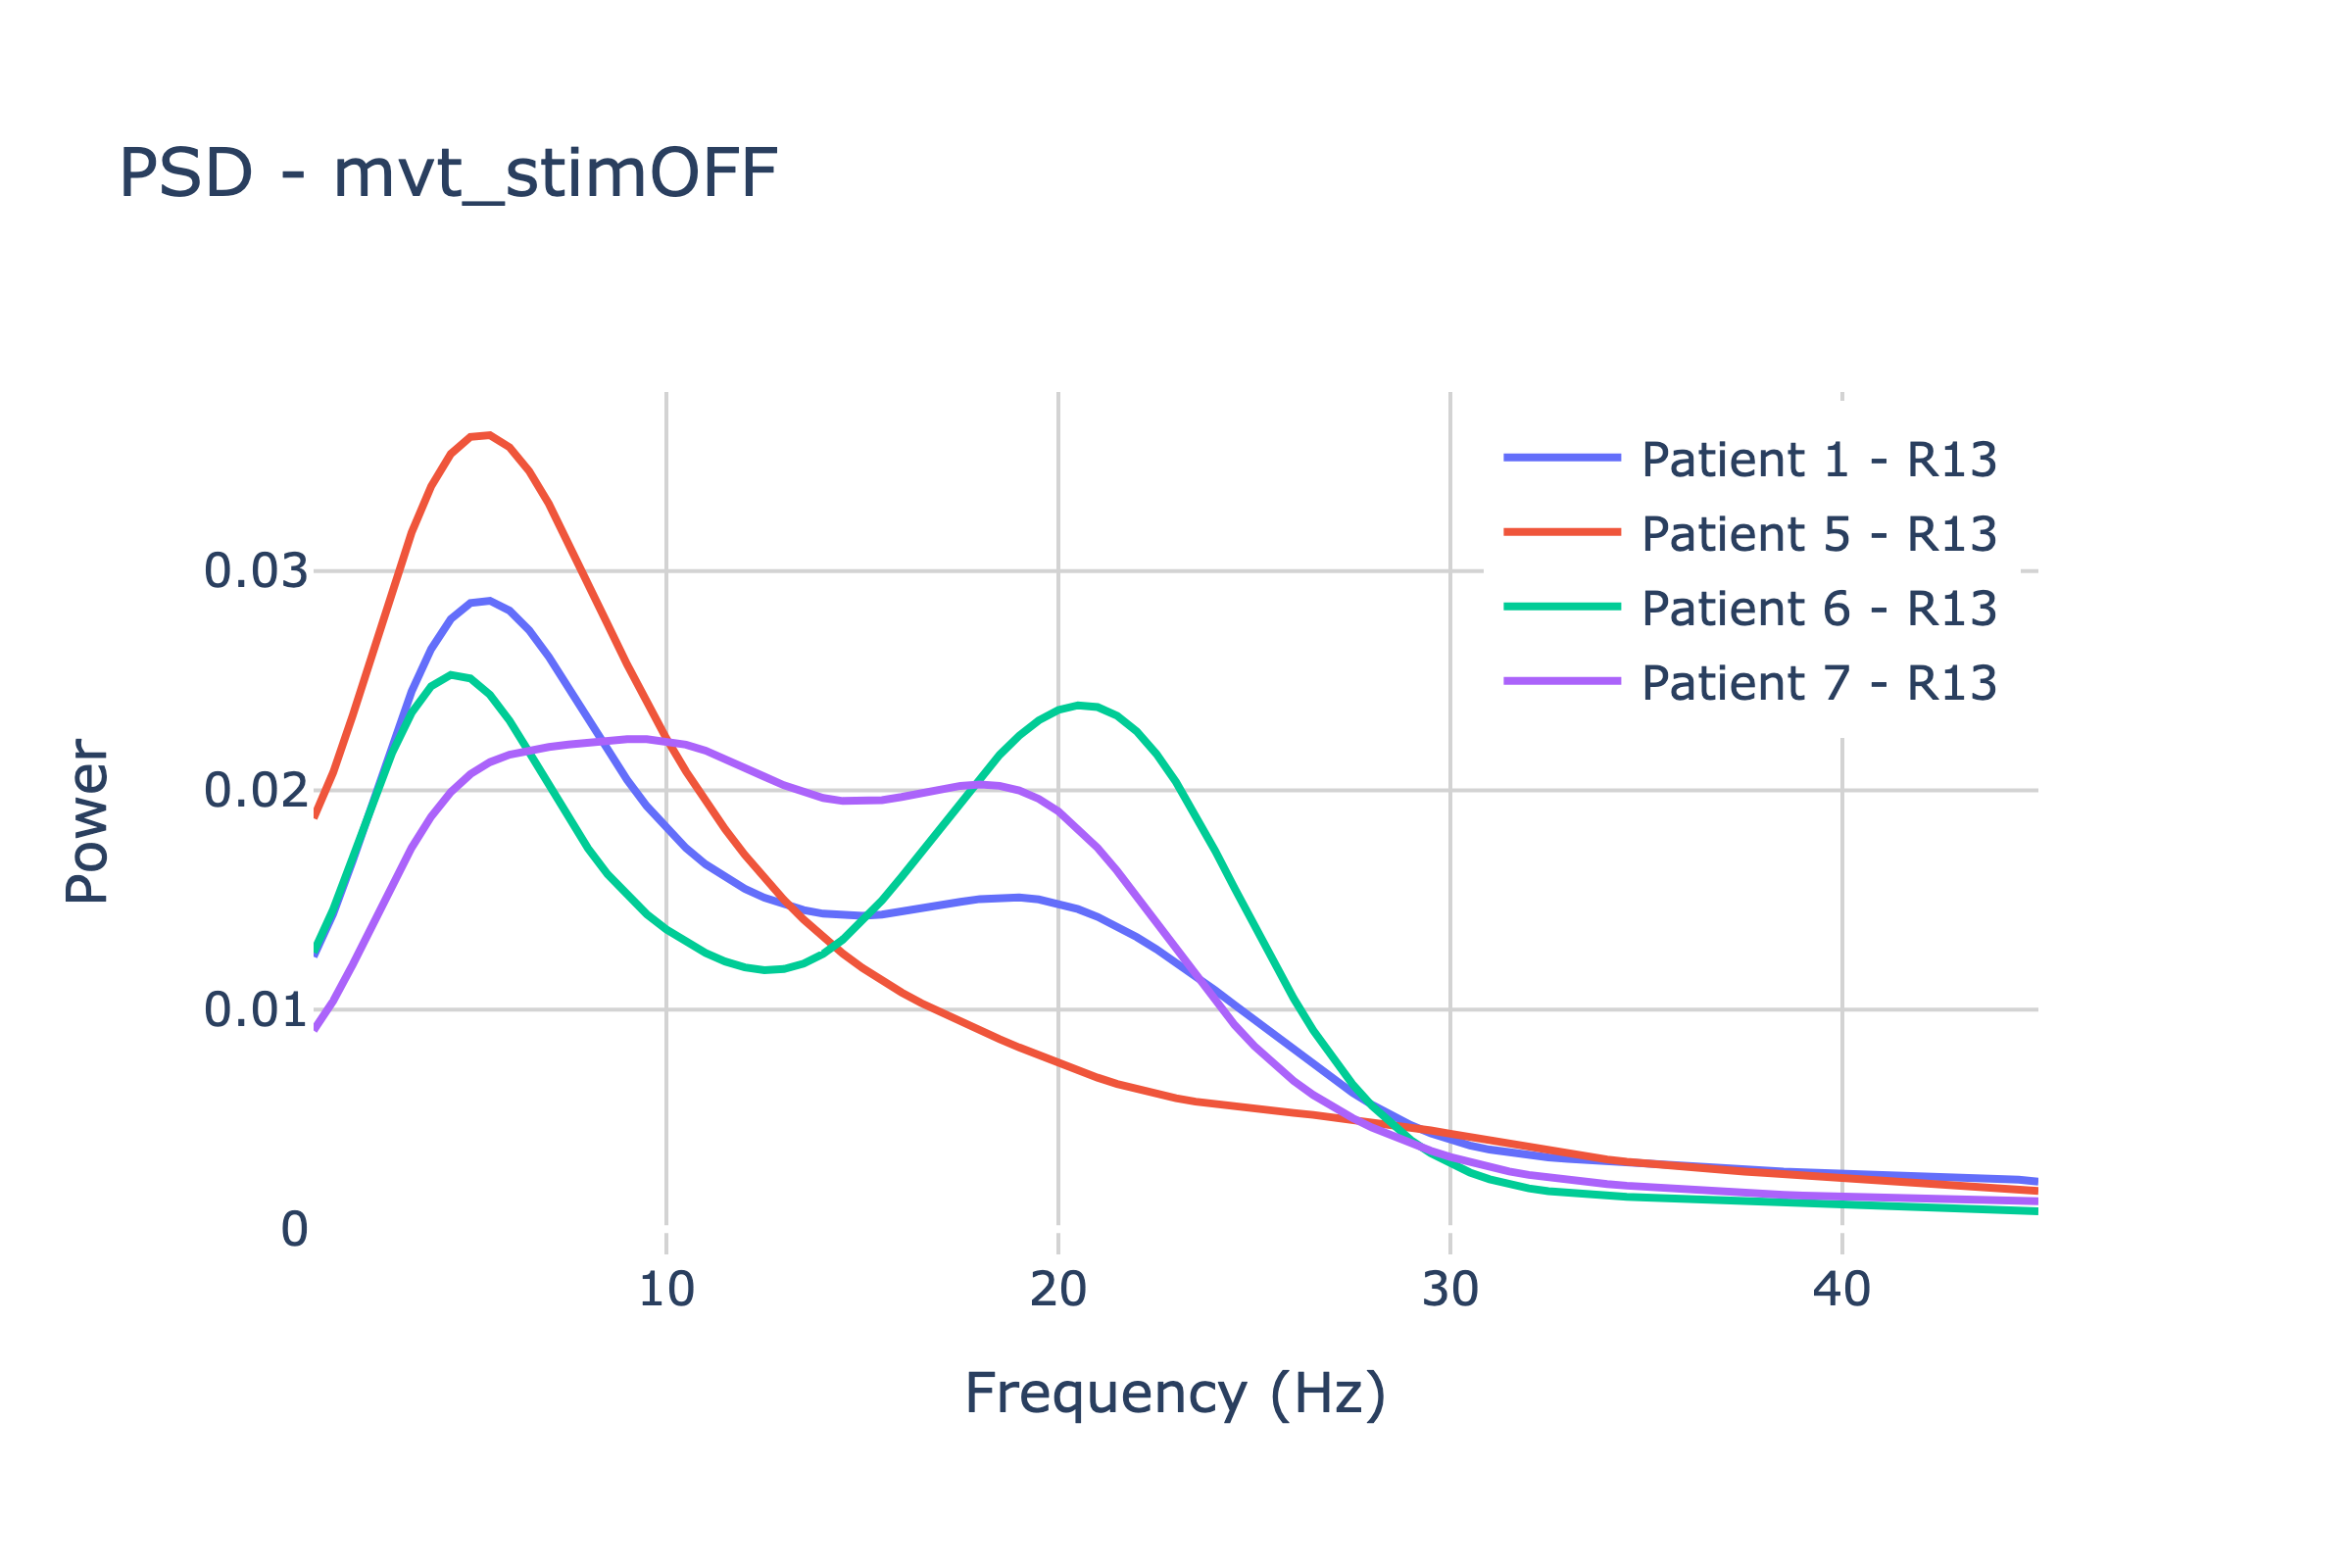 PSD - mvt_stimOFF
Patient 1 - R13
Patient 5 - R13
Patient 6 - R13
Patient 7 - R13
Power
0.03
0.02
0.01
0
10 20 30 40
Frequency (Hz)